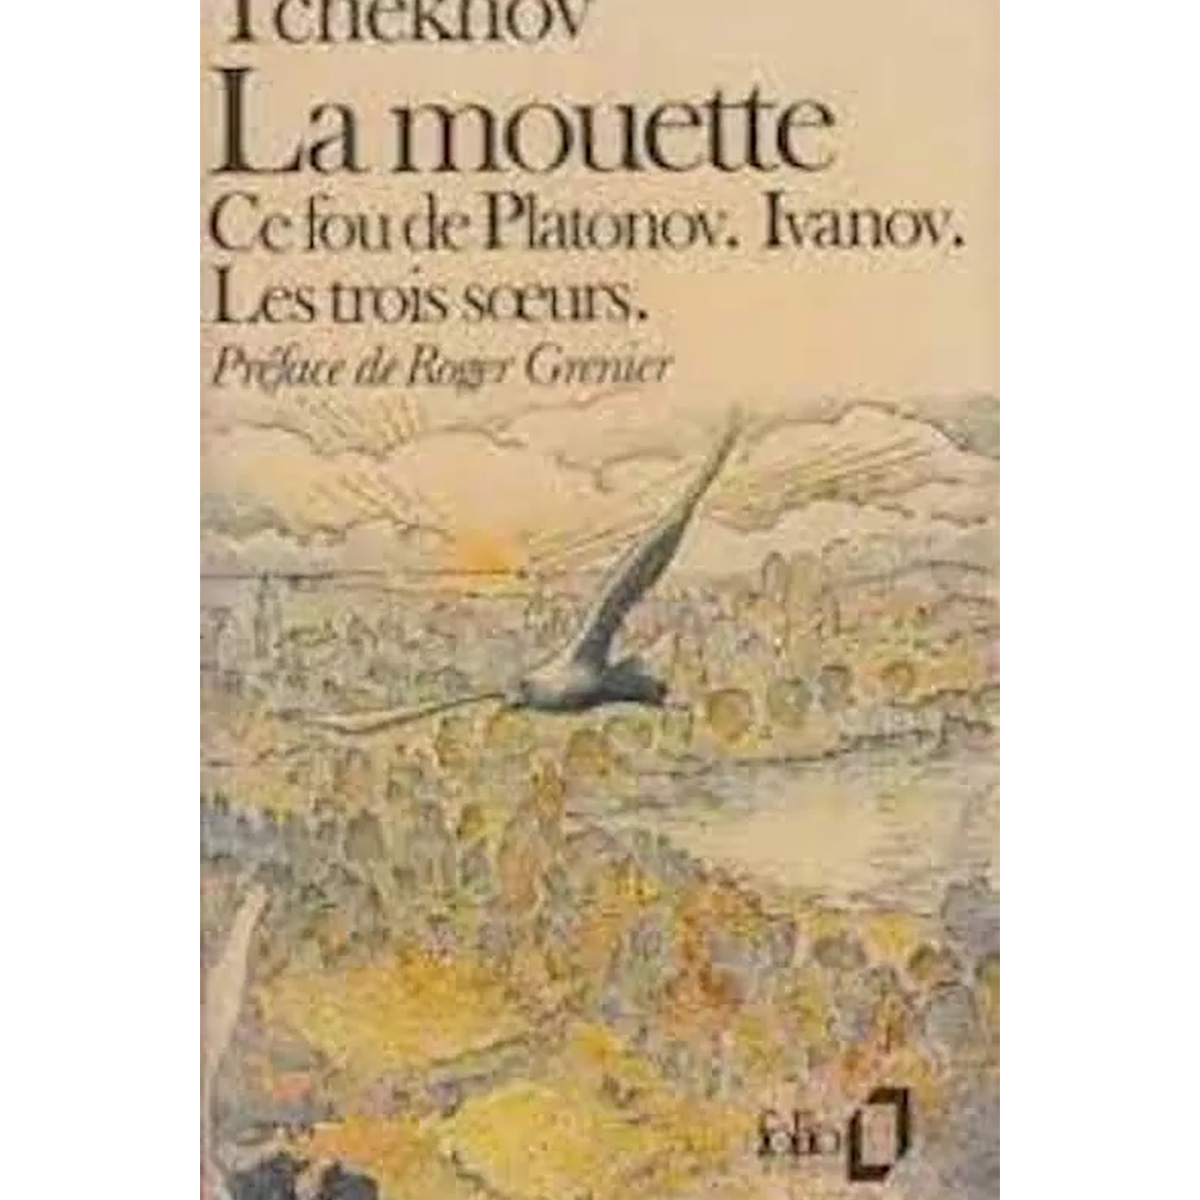 Tchekhov
La mouette
Ce fou de Platonov. Ivanov.
Les trois sœurs.
Préface de Roger Grenier
folio